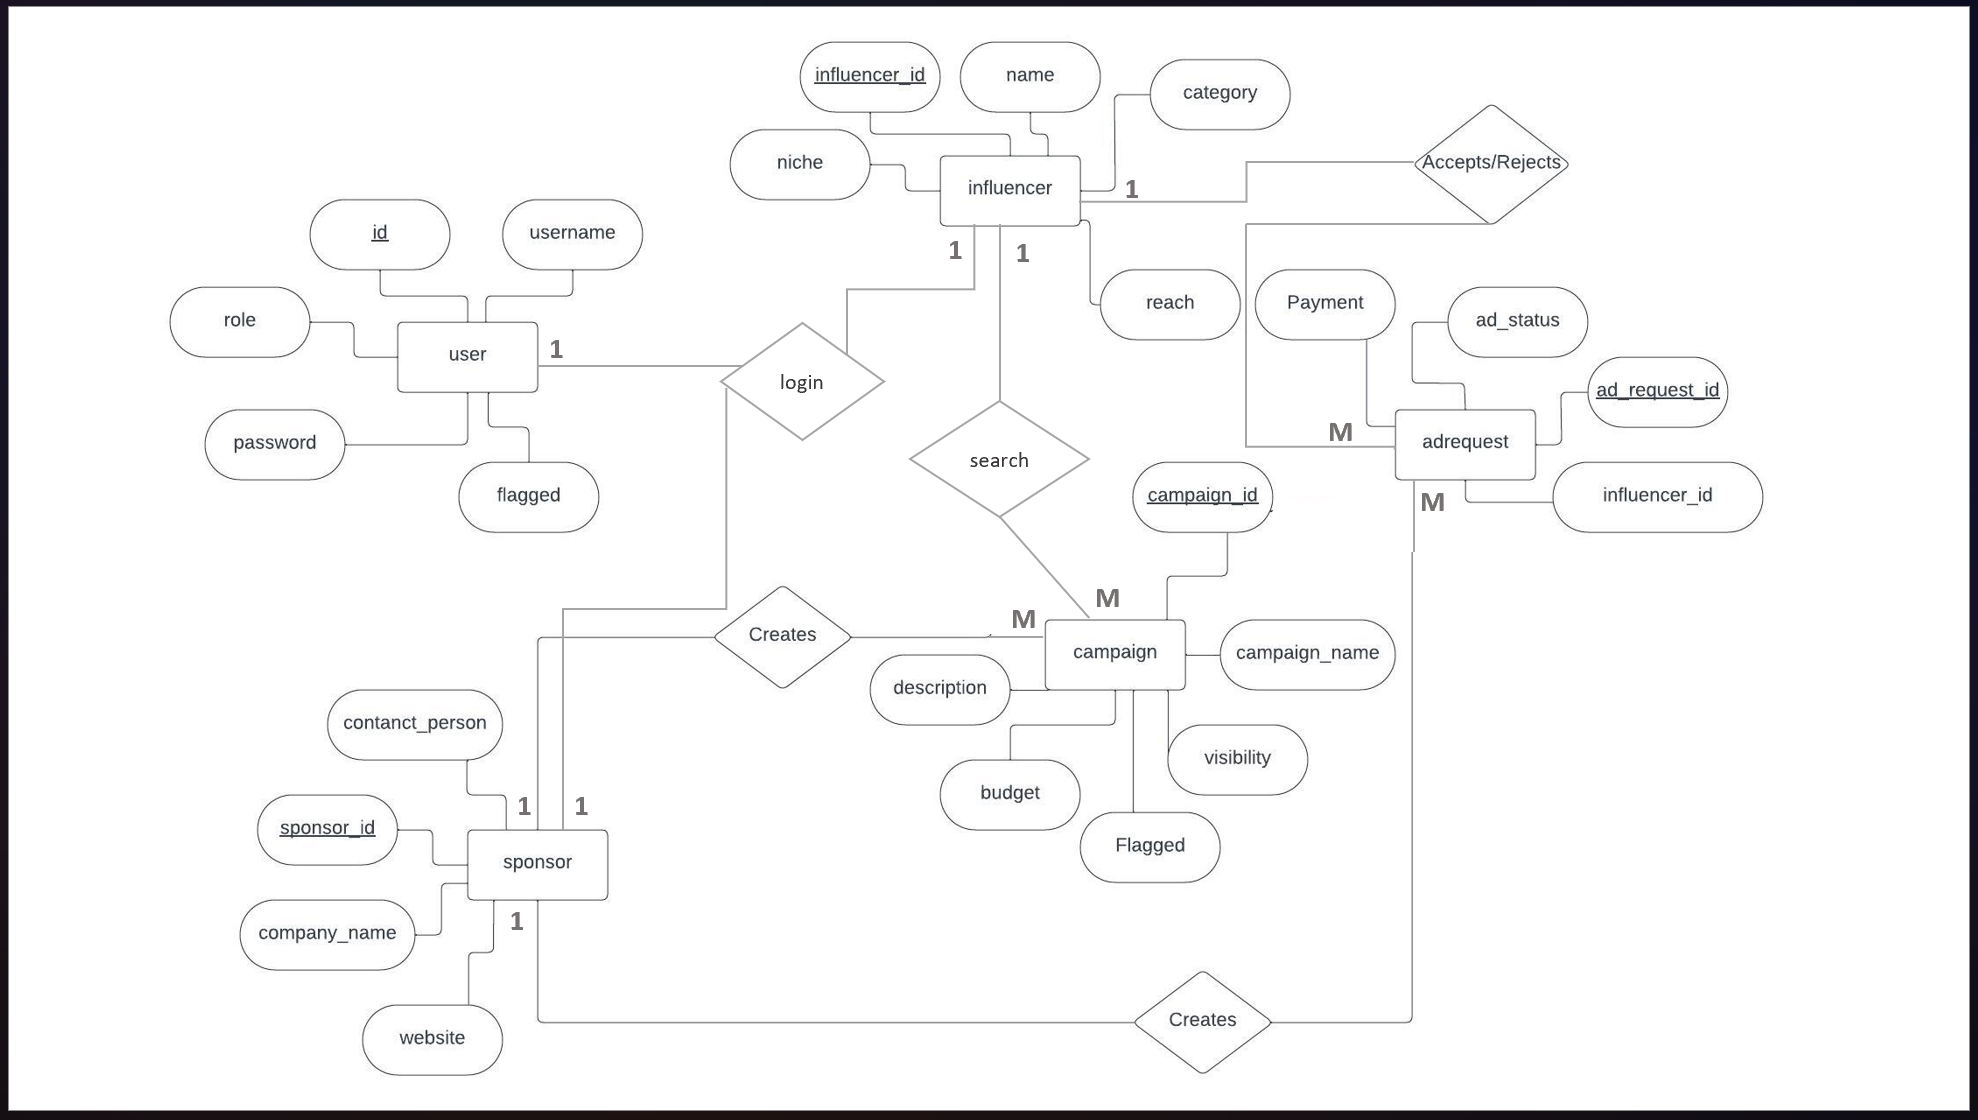 influencer_id
name
category
niche
influencer
Accepts/Rejects
1
id
username
1
1
role
reach
Payment
ad_status
user
1
login
ad_request_id
password
M
adrequest
search
flagged
campaign_id
influencer_id
M
M
M
Creates
campaign
campaign_name
description
contanct_person
visibility
budget
1
1
sponsor_id
Flagged
sponsor
1
company_name
website
Creates